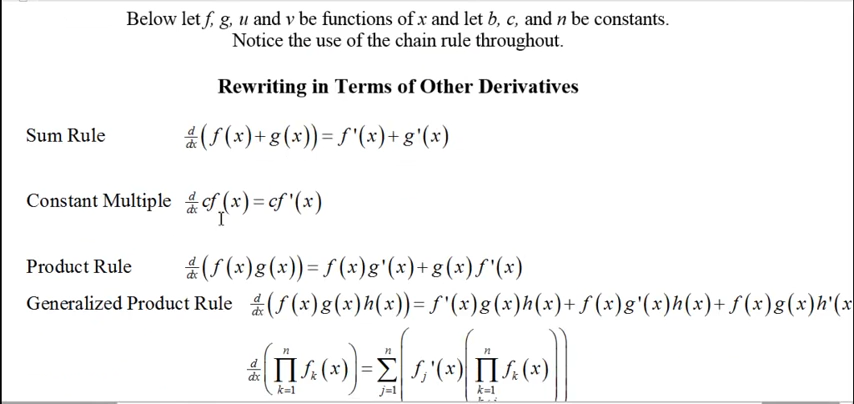 Below let f, g, u and v be functions of x and let b, c, and n be constants.
Notice the use of the chain rule throughout.
Rewriting in Terms of Other Derivatives
Sum Rule d/dx (f(x)+g(x)) = f'(x)+g'(x)
Constant Multiple d/dx cf(x) = cf'(x)
Product Rule d/dx (f(x)g(x)) = f(x)g'(x)+g(x)f'(x)
Generalized Product Rule d/dx (f(x)g(x)h(x)) = f'(x)g(x)h(x)+f(x)g'(x)h(x)+f(x)g(x)h'(x
d/dx (∏_{k=1}^{n} f_k(x)) = ∑_{j=1}^{n} (f_j'(x) (∏_{k=1}^{n} f_k(x)))